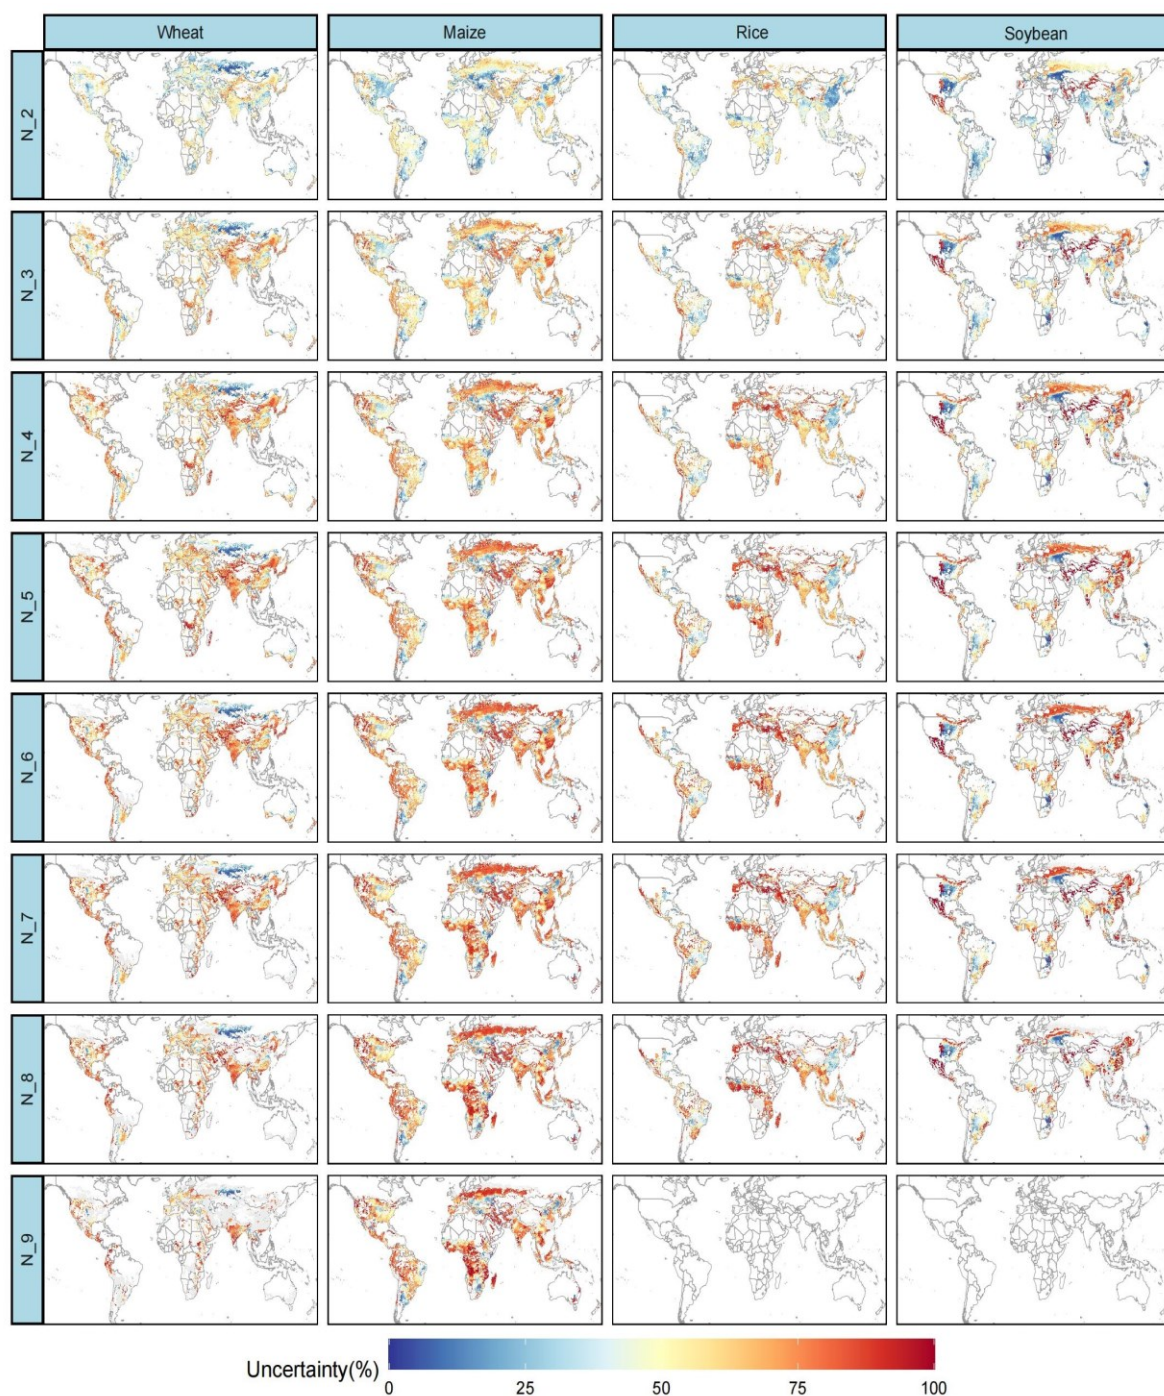 Wheat Maize Rice Soybean
N_2
N_3
N_4
N_5
N_6
N_7
N_8
N_9
Uncertainty(%)
0 25 50 75 100